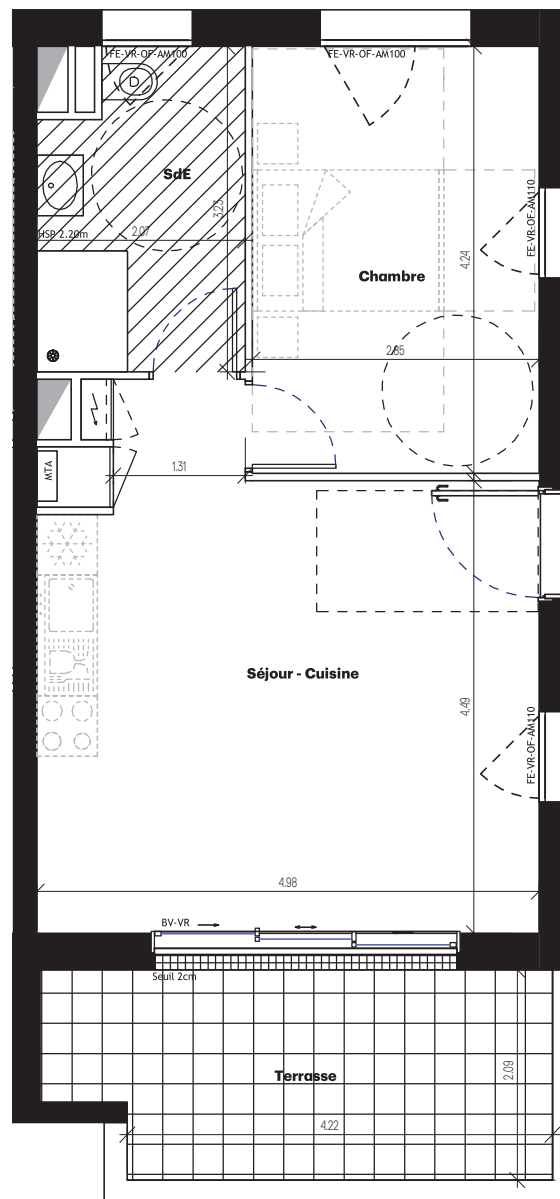 FE-VR-OF-AM100
FE-VR-OF-AM100
D
SdE
3.23
FE-VR-OF-AM110
HSP 2.20m
2.07
4.24
Chambre
2.85
1.31
MTA
Séjour - Cuisine
4.49
FE-VR-OF-AM110
4.98
BV-VR
Seuil 2cm
Terrasse
2.09
4.22